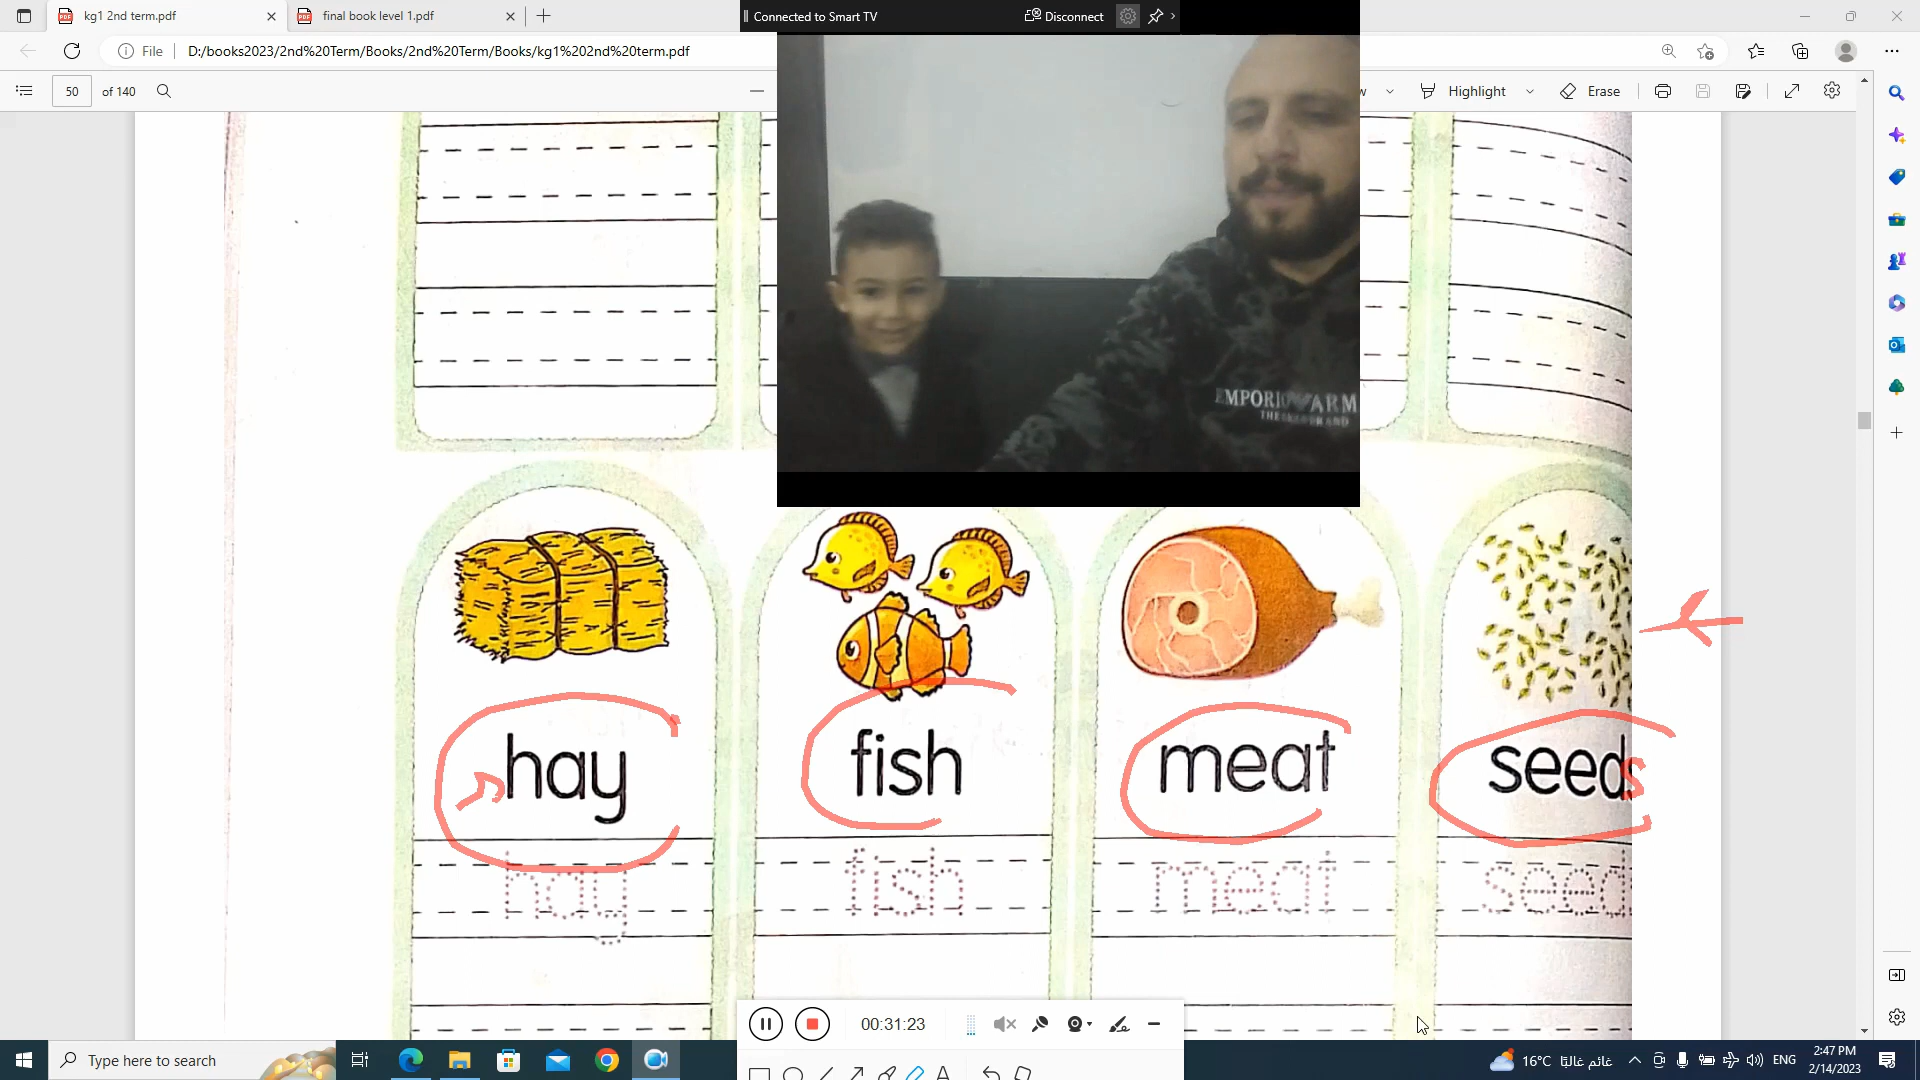 kg1 2nd term.pdf
final book level 1.pdf
Connected to Smart TV
Disconnect
File
D:/books2023/2nd%20Term/Books/2nd%20Term/Books/kg1%202nd%20term.pdf
50 of 140
Highlight
Erase
EMPORIO ARM
hay
fish
meat
seeds
hay
fish
meat
seed
00:31:23
Type here to search
16°C غائم غالبًا
ENG
2:47 PM
2/14/2023